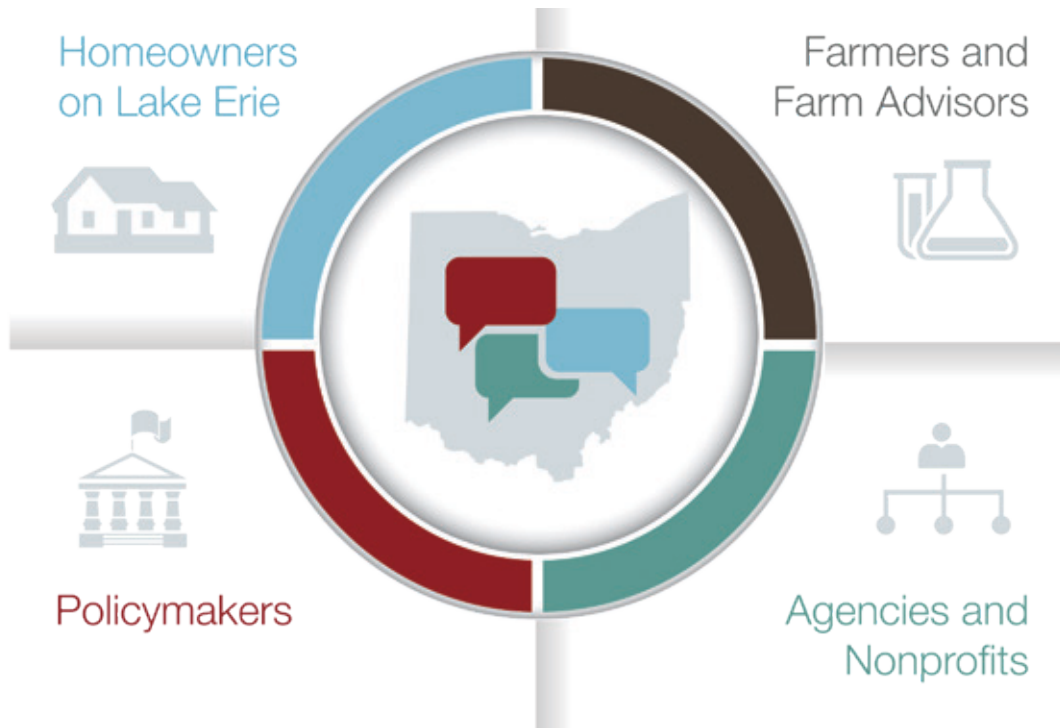 Homeowners
on Lake Erie
Farmers and
Farm Advisors
Policymakers
Agencies and
Nonprofits